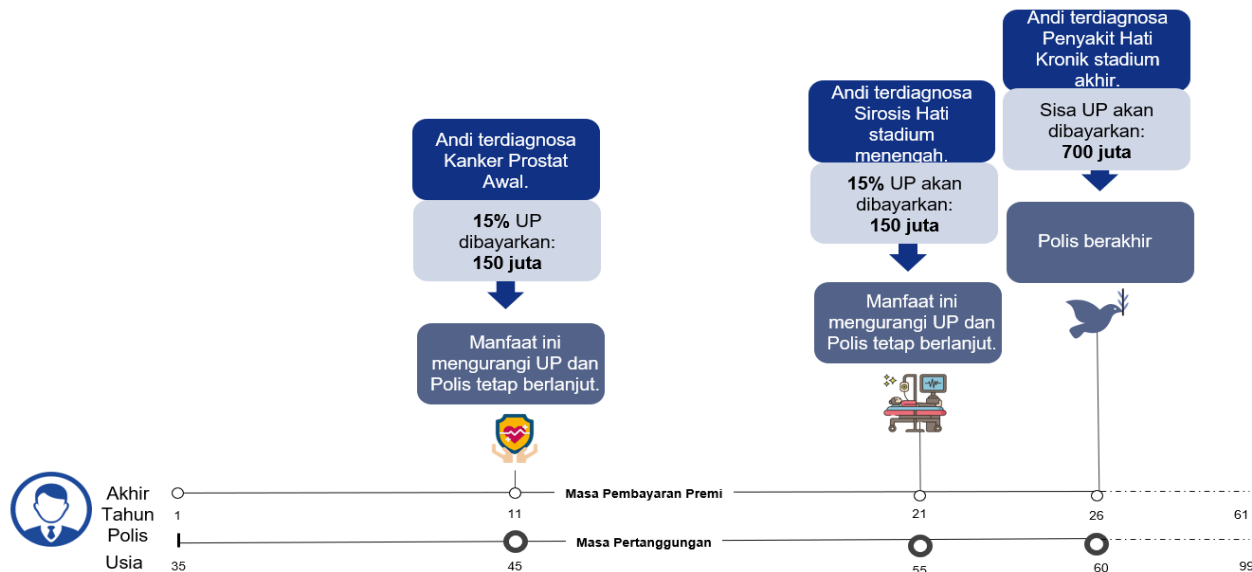 Andi terdiagnosa
Kanker Prostat
Awal.
15% UP
dibayarkan:
150 juta
Manfaat ini
mengurangi UP dan
Polis tetap berlanjut.
Andi terdiagnosa
Sirosis Hati
stadium
menengah.
15% UP akan
dibayarkan:
150 juta
Manfaat ini
mengurangi UP dan
Polis tetap berlanjut.
Andi terdiagnosa
Penyakit Hati
Kronik stadium
akhir.
Sisa UP akan
dibayarkan:
700 juta
Polis berakhir
Akhir
Tahun
Polis
Masa Pembayaran Premi
1 11 21 26 61
Masa Pertanggungan
Usia
35 45 55 60 99